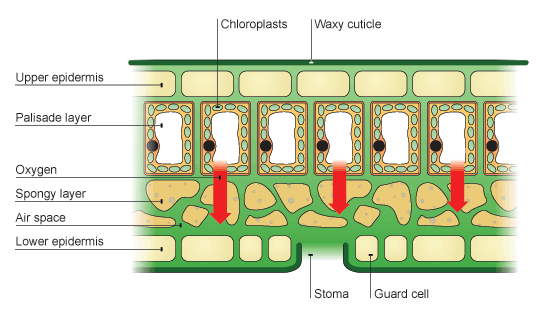 Chloroplasts
Waxy cuticle
Upper epidermis
Palisade layer
Oxygen
Spongy layer
Air space
Lower epidermis
Stoma
Guard cell